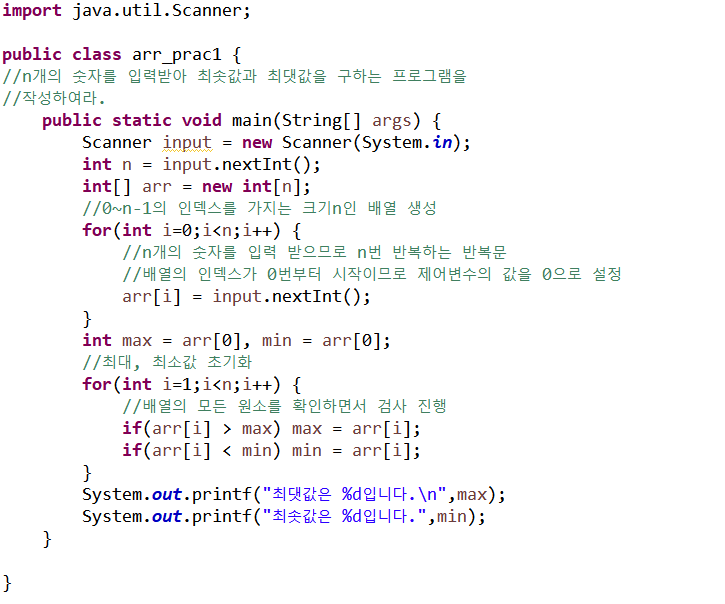 import java.util.Scanner;

public class arr_prac1 {
//n개의 숫자를 입력받아 최솟값과 최댓값을 구하는 프로그램을
//작성하여라.
    public static void main(String[] args) {
        Scanner input = new Scanner(System.in);
        int n = input.nextInt();
        int[] arr = new int[n];
        //0~n-1의 인덱스를 가지는 크기n인 배열 생성
        for(int i=0;i<n;i++) {
            //n개의 숫자를 입력 받으므로 n번 반복하는 반복문
            //배열의 인덱스가 0번부터 시작이므로 제어변수의 값을 0으로 설정
            arr[i] = input.nextInt();
        }
        int max = arr[0], min = arr[0];
        //최대, 최소값 초기화
        for(int i=1;i<n;i++) {
            //배열의 모든 원소를 확인하면서 검사 진행
            if(arr[i] > max) max = arr[i];
            if(arr[i] < min) min = arr[i];
        }
        System.out.printf("최댓값은 %d입니다.\n",max);
        System.out.printf("최솟값은 %d입니다.",min);
    }

}